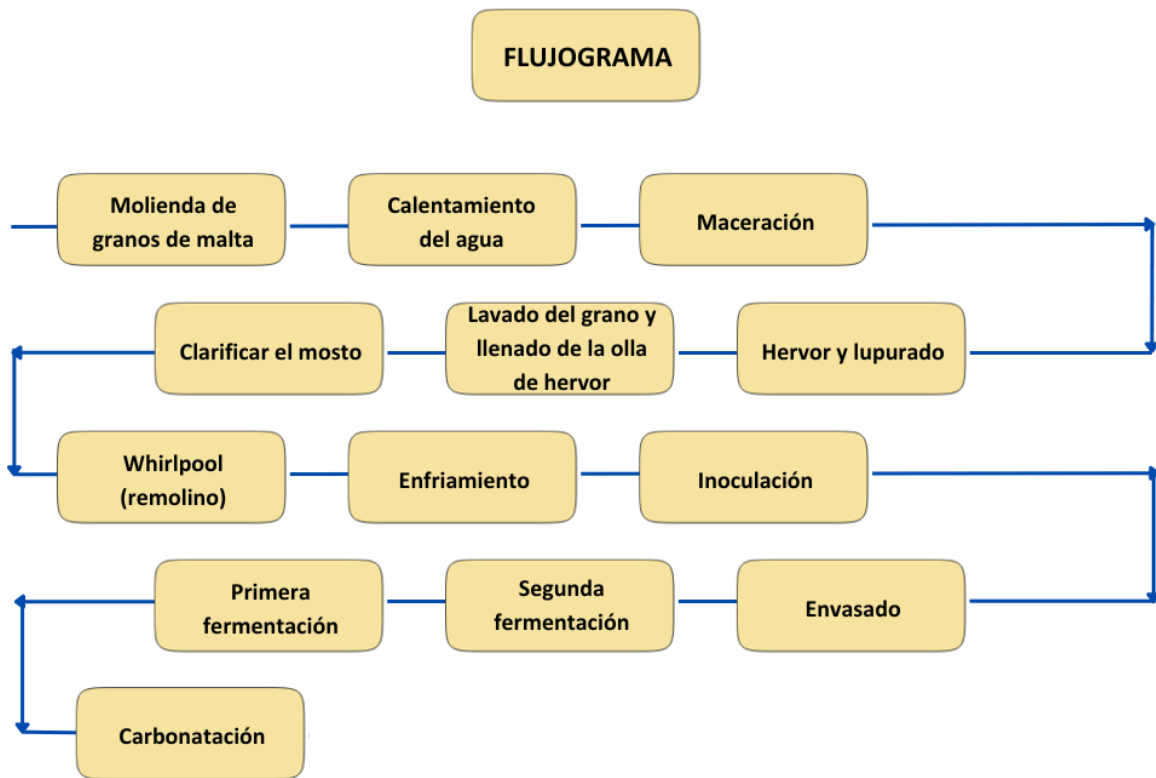 FLUJOGRAMA
Molienda de
granos de malta
Calentamiento
del agua
Maceración
Clarificar el mosto
Lavado del grano y
llenado de la olla
de hervor
Hervor y lupurado
Whirlpool
(remolino)
Enfriamiento
Inoculación
Primera
fermentación
Segunda
fermentación
Envasado
Carbonatación